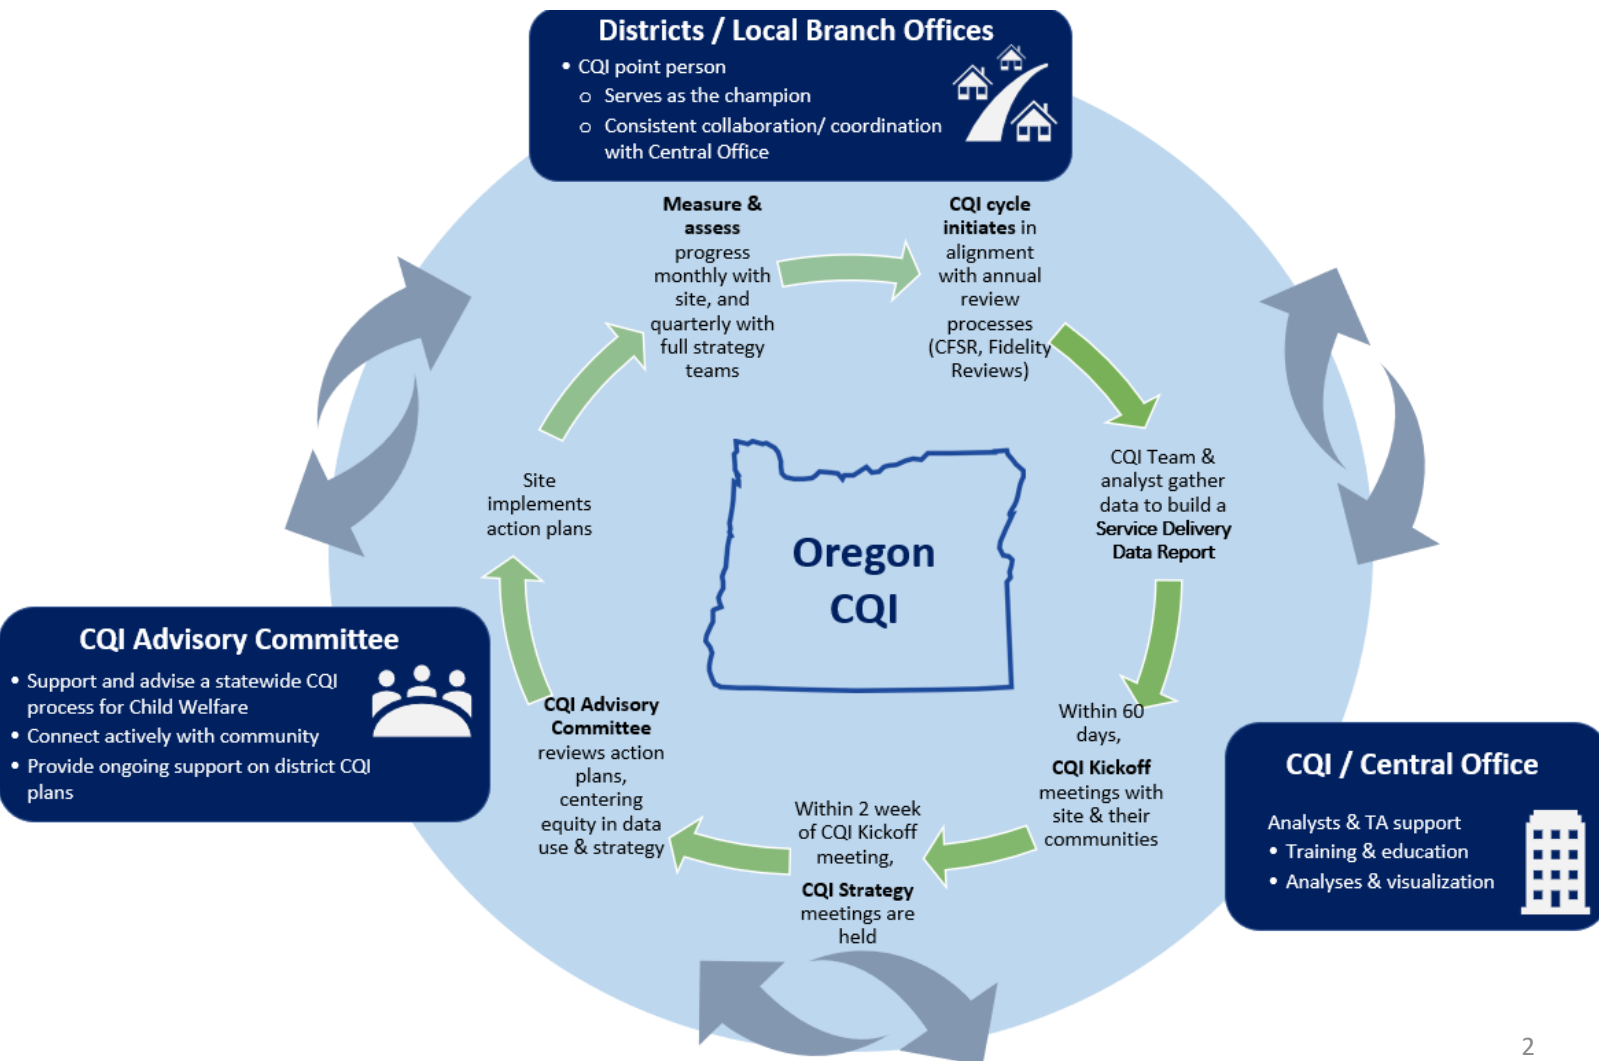 Districts / Local Branch Offices
• CQI point person
o Serves as the champion
o Consistent collaboration/ coordination
with Central Office
Measure &
assess
progress
monthly with
site, and
quarterly with
full strategy
teams
CQI cycle
initiates in
alignment
with annual
review
processes
(CFSR, Fidelity
Reviews)
CQI Team &
analyst gather
data to build a
Service Delivery
Data Report
Within 60
days,
CQI Kickoff
meetings with
site & their
communities
Within 2 week
of CQI Kickoff
meeting,
CQI Strategy
meetings are
held
CQI Advisory
Committee
reviews action
plans,
centering
equity in data
use & strategy
Site
implements
action plans
Oregon
CQI
CQI Advisory Committee
• Support and advise a statewide CQI
process for Child Welfare
• Connect actively with community
• Provide ongoing support on district CQI
plans
CQI / Central Office
Analysts & TA support
• Training & education
• Analyses & visualization
2